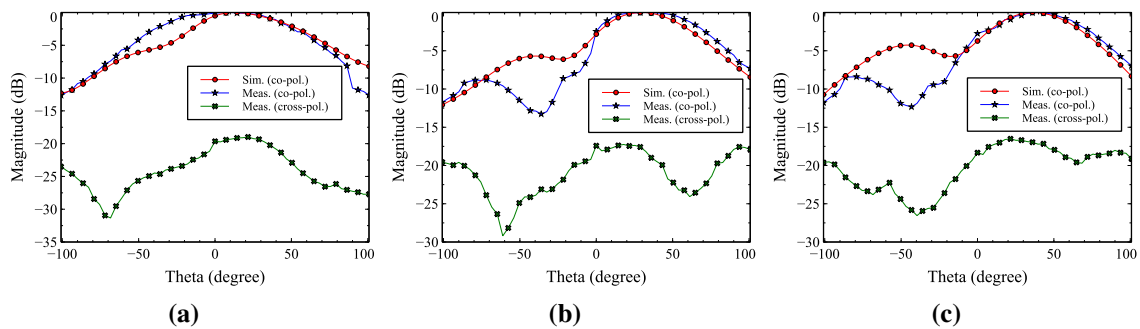 0
−5
−10
−15
−20
−25
−30
−35
Magnitude (dB)
Sim. (co-pol.)
Meas. (co-pol.)
Meas. (cross-pol.)
−100
−50
0
50
100
Theta (degree)
(a)
0
−5
−10
−15
−20
−25
−30
Magnitude (dB)
Sim. (co-pol.)
Meas. (co-pol.)
Meas. (cross-pol.)
−100
−50
0
50
100
Theta (degree)
(b)
0
−5
−10
−15
−20
−25
−30
Magnitude (dB)
Sim. (co-pol.)
Meas. (co-pol.)
Meas. (cross-pol.)
−100
−50
0
50
100
Theta (degree)
(c)